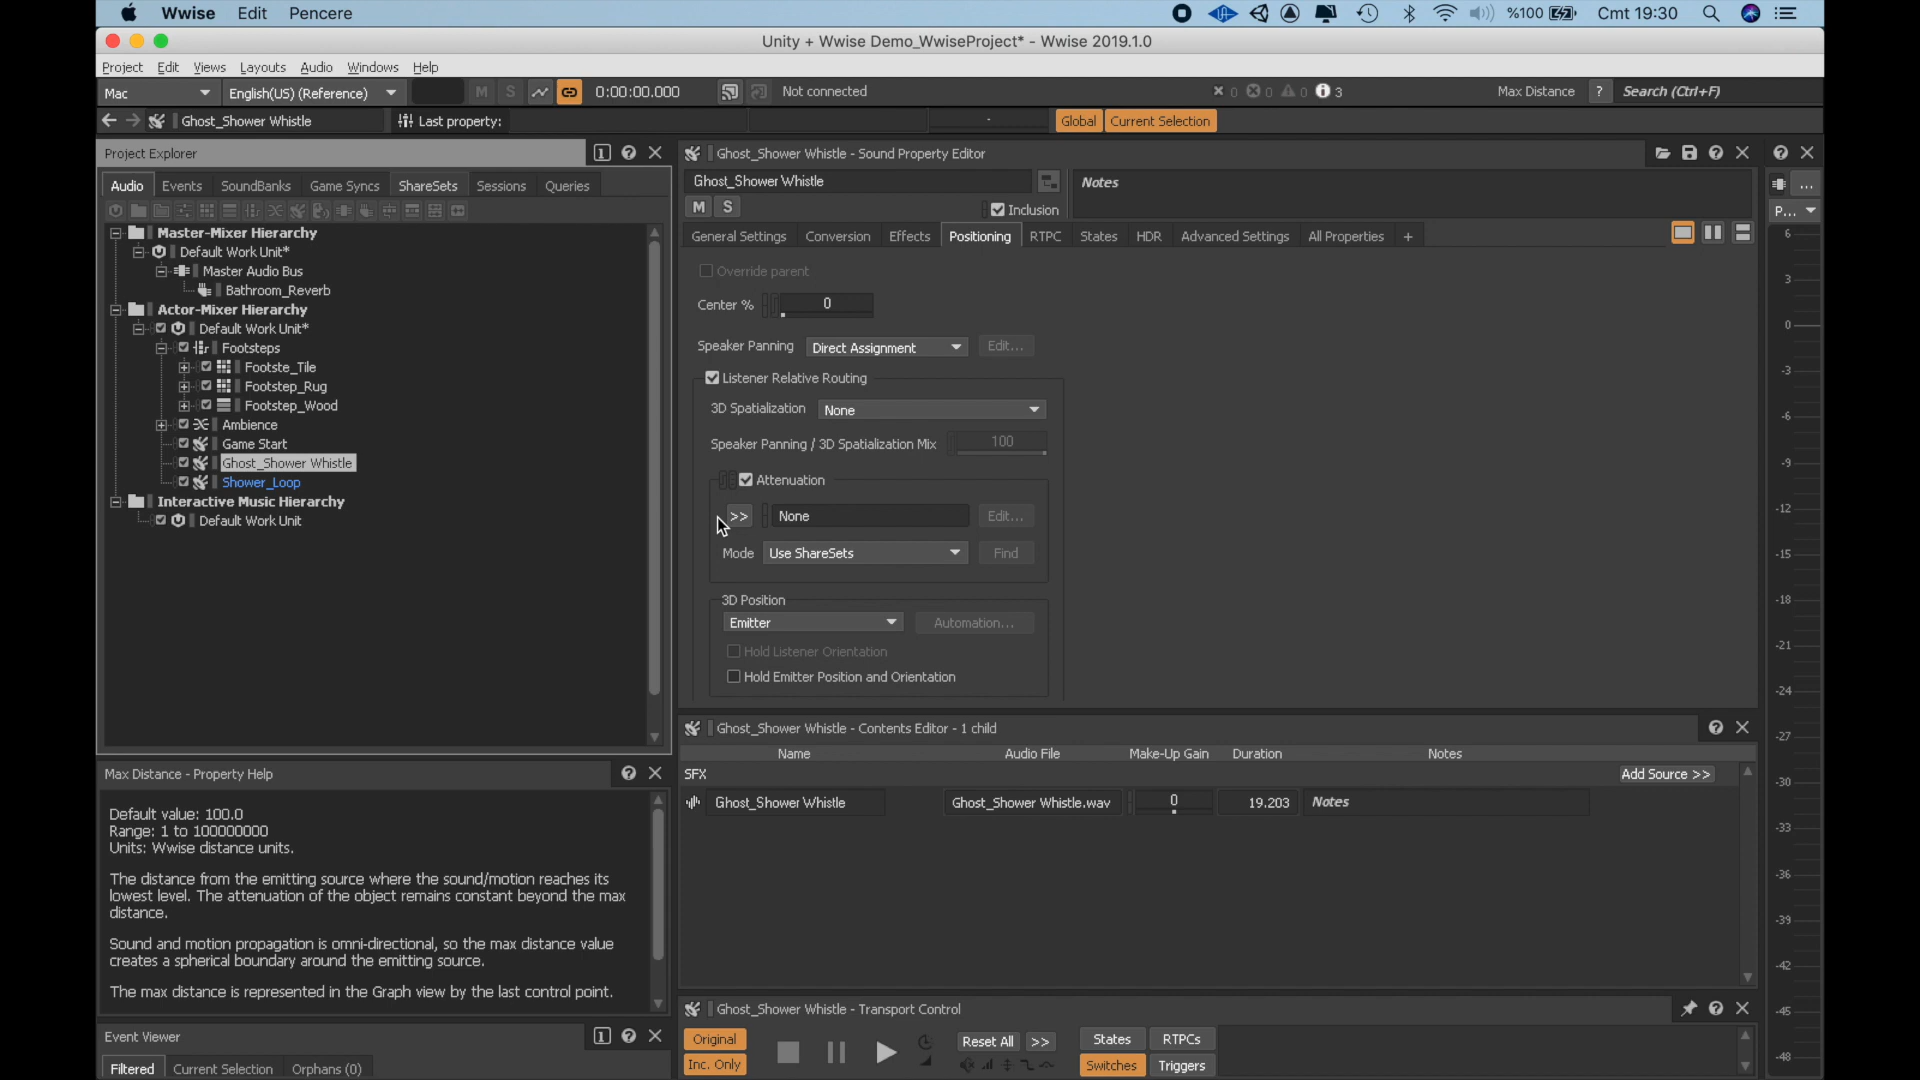 Wwise Edit Pencere %100 Cmt 19:30
Unity + Wwise Demo_WwiseProject* - Wwise 2019.1.0
Project Edit Views Layouts Audio Windows Help
Mac English(US) (Reference) M S 0:00:00.000 Not connected 0 0 0 3 Max Distance ? Search (Ctrl+F)
Ghost_Shower Whistle Last property: - Global Current Selection
Project Explorer
Audio Events SoundBanks Game Syncs ShareSets Sessions Queries
Master-Mixer Hierarchy
Default Work Unit*
Master Audio Bus
Bathroom_Reverb
Actor-Mixer Hierarchy
Default Work Unit*
Footsteps
Footste_Tile
Footstep_Rug
Footstep_Wood
Ambience
Game Start
Ghost_Shower Whistle
Shower_Loop
Interactive Music Hierarchy
Default Work Unit
Max Distance - Property Help
Default value: 100.0
Range: 1 to 100000000
Units: Wwise distance units.
The distance from the emitting source where the sound/motion reaches its
lowest level. The attenuation of the object remains constant beyond the max
distance.
Sound and motion propagation is omni-directional, so the max distance value
creates a spherical boundary around the emitting source.
The max distance is represented in the Graph view by the last control point.
Event Viewer
Filtered Current Selection Orphans (0)
Ghost_Shower Whistle - Sound Property Editor
Ghost_Shower Whistle Notes
M S Inclusion
General Settings Conversion Effects Positioning RTPC States HDR Advanced Settings All Properties +
Override parent
Center % 0
Speaker Panning Direct Assignment Edit...
Listener Relative Routing
3D Spatialization None
Speaker Panning / 3D Spatialization Mix 100
Attenuation
>> None Edit...
Mode Use ShareSets Find
3D Position
Emitter Automation...
Hold Listener Orientation
Hold Emitter Position and Orientation
Ghost_Shower Whistle - Contents Editor - 1 child
Name Audio File Make-Up Gain Duration Notes
SFX Add Source >>
Ghost_Shower Whistle Ghost_Shower Whistle.wav 0 19.203 Notes
Ghost_Shower Whistle - Transport Control
Original Reset All >> States RTPCs
Inc. Only Switches Triggers
...
P...
6
3
0
-3
-6
-9
-12
-15
-18
-21
-24
-27
-30
-33
-36
-39
-42
-45
-48